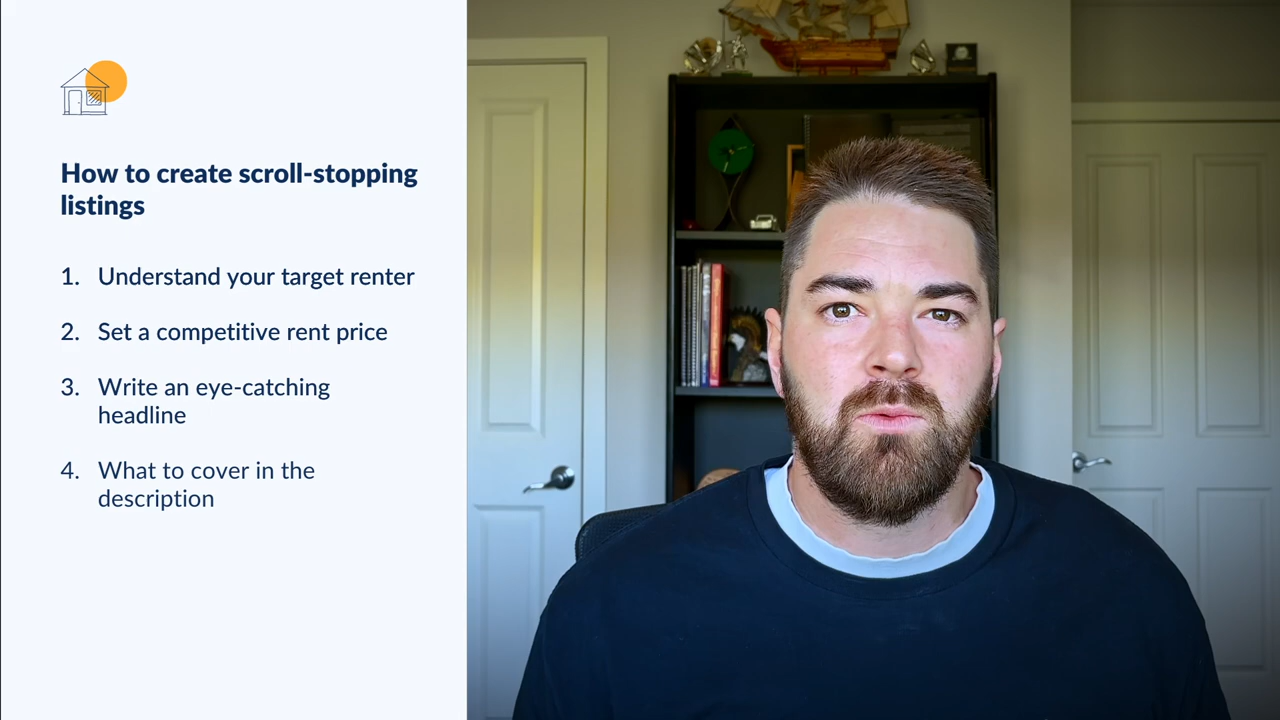 How to create scroll-stopping
listings
1. Understand your target renter
2. Set a competitive rent price
3. Write an eye-catching
headline
4. What to cover in the
description